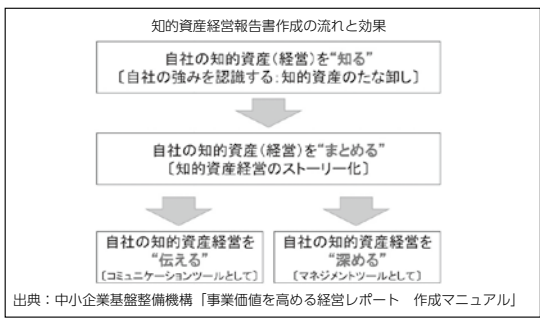 知的資産経営報告書作成の流れと効果
自社の知的資産(経営)を“知る”
〔自社の強みを認識する:知的資産のたな卸し〕
自社の知的資産(経営)を“まとめる”
〔知的資産経営のストーリー化〕
自社の知的資産経営を
“伝える”
〔コミュニケーションツールとして〕
自社の知的資産経営を
“深める”
〔マネジメントツールとして〕
出典:中小企業基盤整備機構「事業価値を高める経営レポート 作成マニュアル」